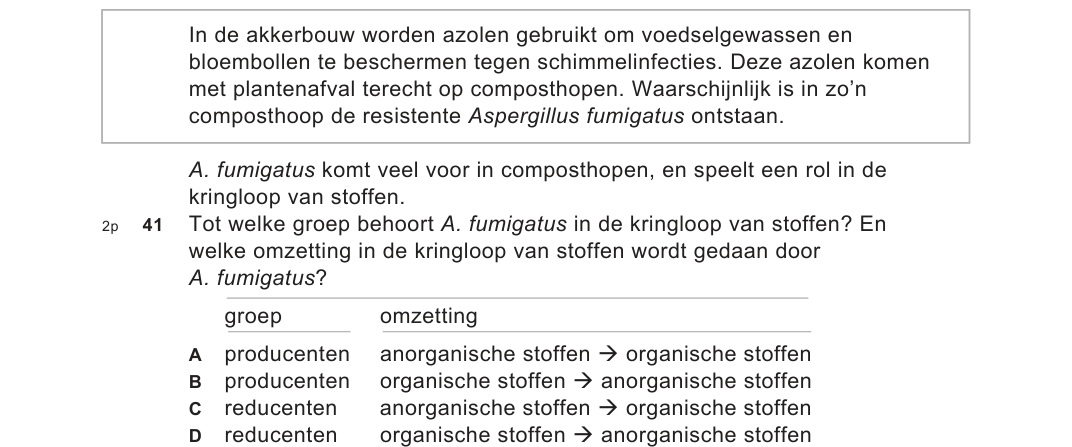 In de akkerbouw worden azolen gebruikt om voedselgewassen en
bloembollen te beschermen tegen schimmelinfecties. Deze azolen komen
met plantenafval terecht op composthopen. Waarschijnlijk is in zo'n
composthoop de resistente Aspergillus fumigatus ontstaan.
A. fumigatus komt veel voor in composthopen, en speelt een rol in de
kringloop van stoffen.
2p 41 Tot welke groep behoort A. fumigatus in de kringloop van stoffen? En
welke omzetting in de kringloop van stoffen wordt gedaan door
A. fumigatus?
groep omzetting
A producenten anorganische stoffen → organische stoffen
B producenten organische stoffen → anorganische stoffen
C reducenten anorganische stoffen → organische stoffen
D reducenten organische stoffen → anorganische stoffen